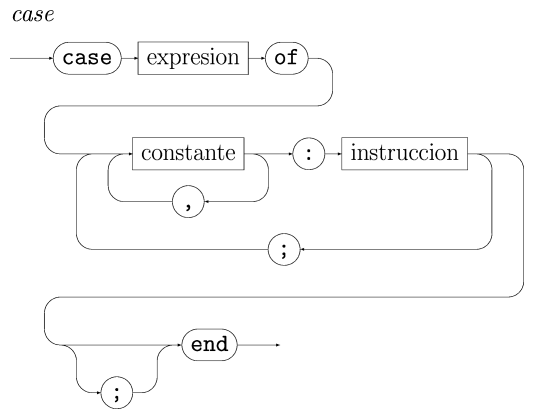 case
case expresion of
constante : instruccion
,
;
end
;